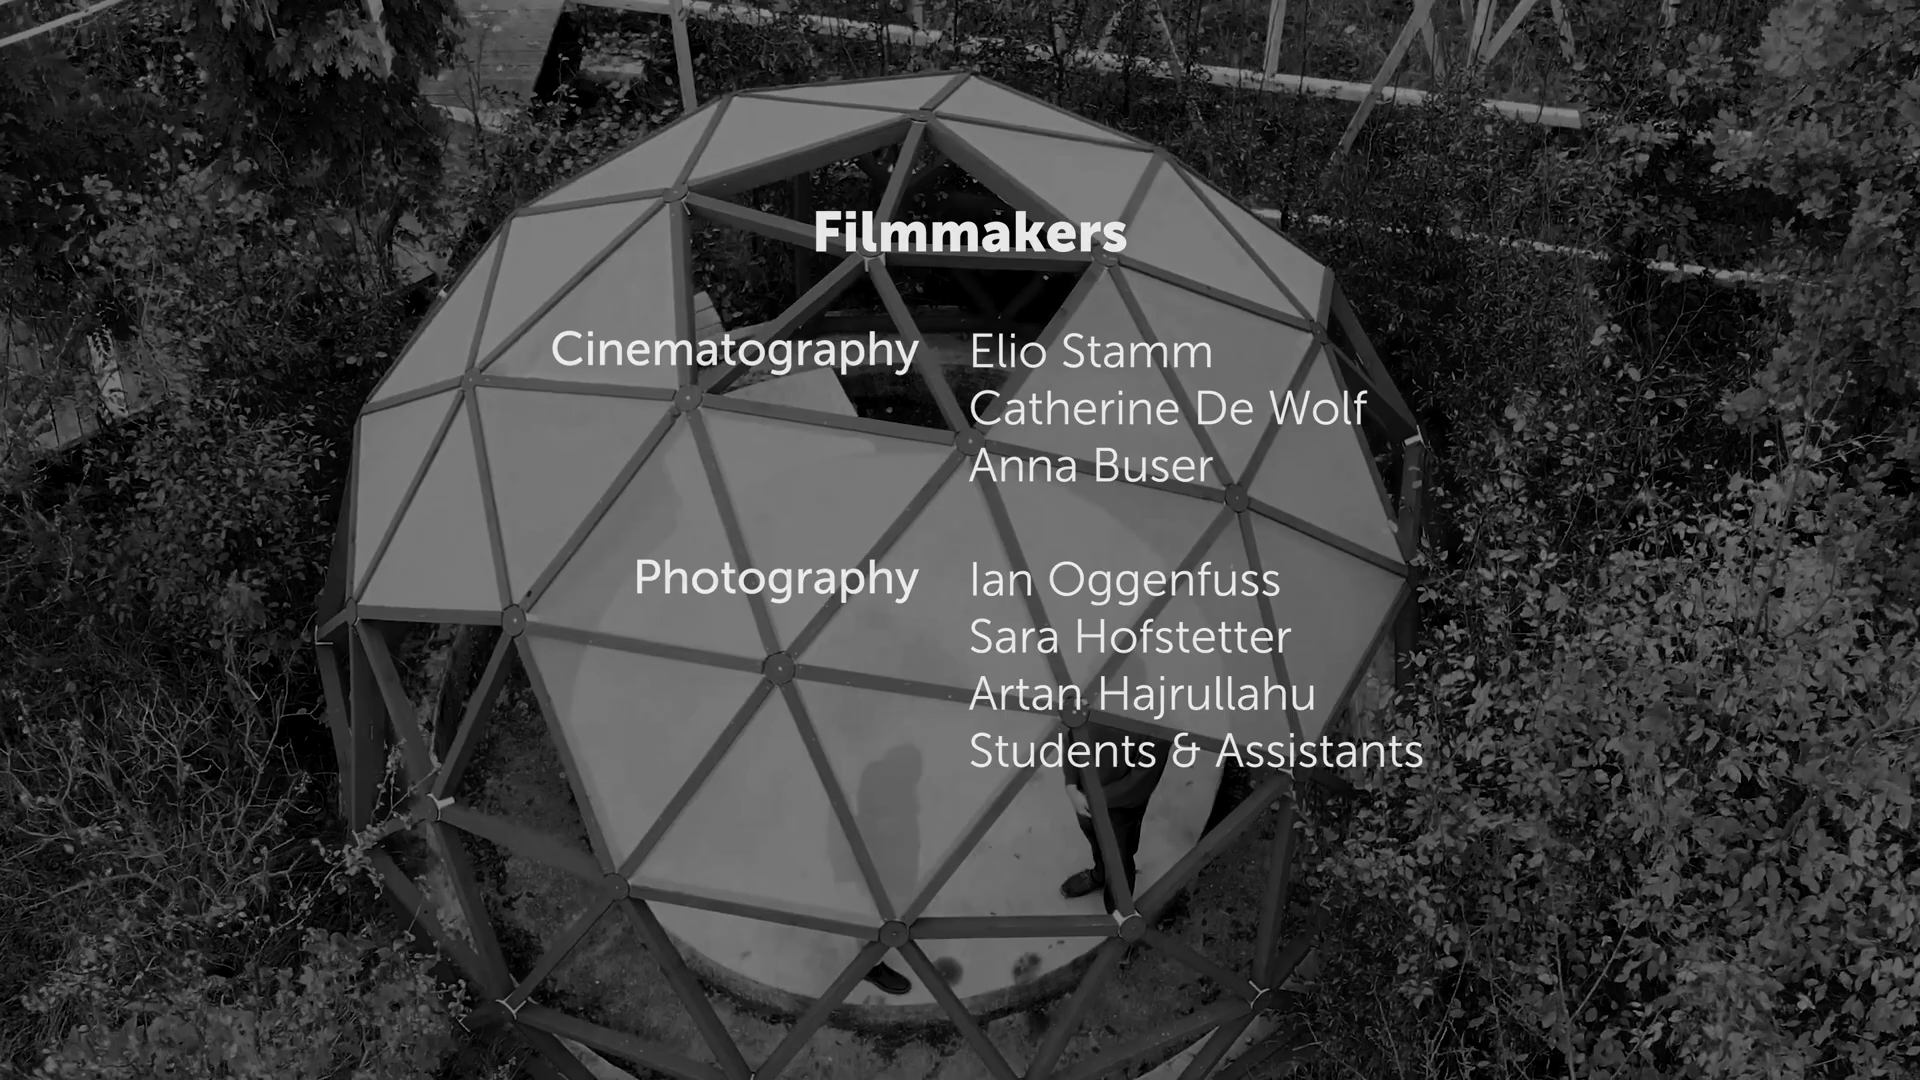 Filmmakers
Cinematography Elio Stamm
Catherine De Wolf
Anna Buser
Photography Ian Oggenfuss
Sara Hofstetter
Artan Hajrullahu
Students & Assistants